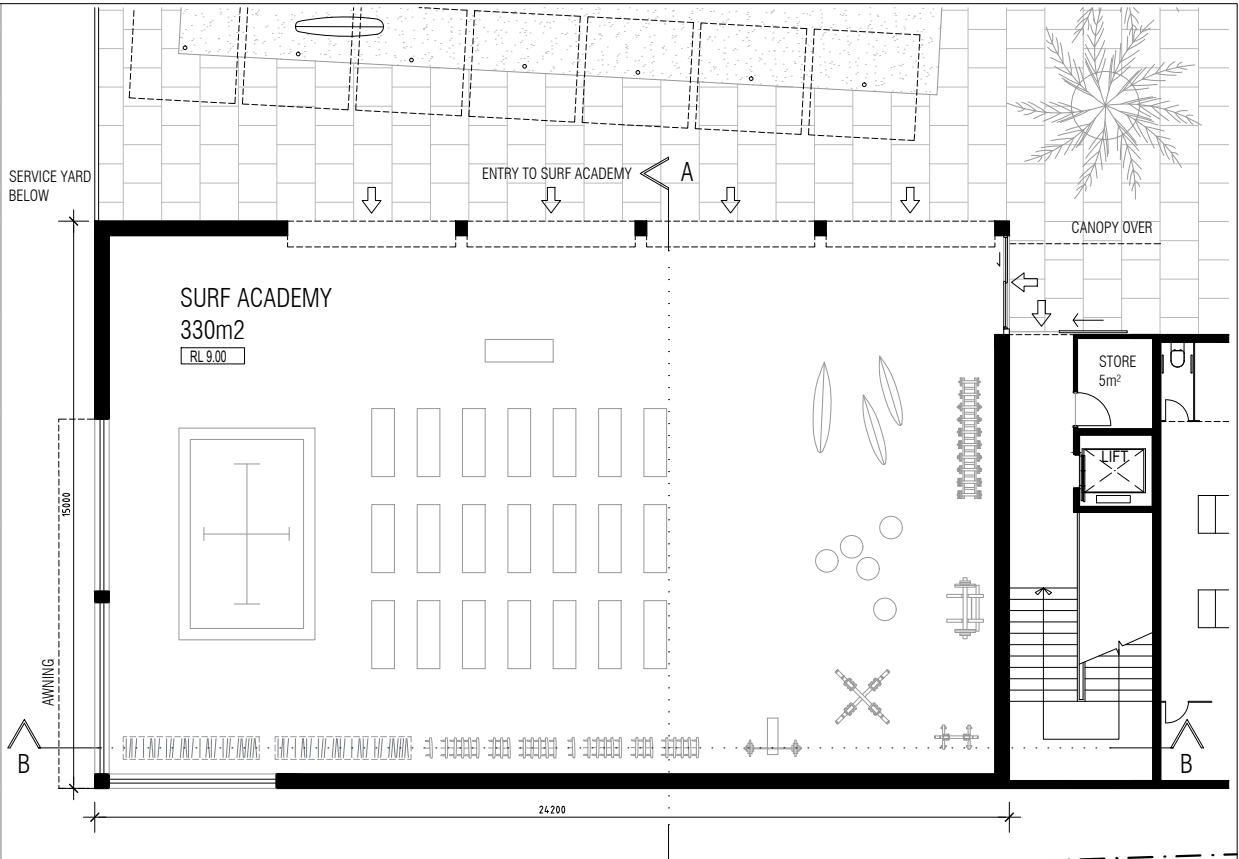 SERVICE YARD
BELOW
ENTRY TO SURF ACADEMY
A
CANOPY OVER
SURF ACADEMY
330m2
RL 9.00
STORE
5m²
LIFT
15000
AWNING
B
B
24200